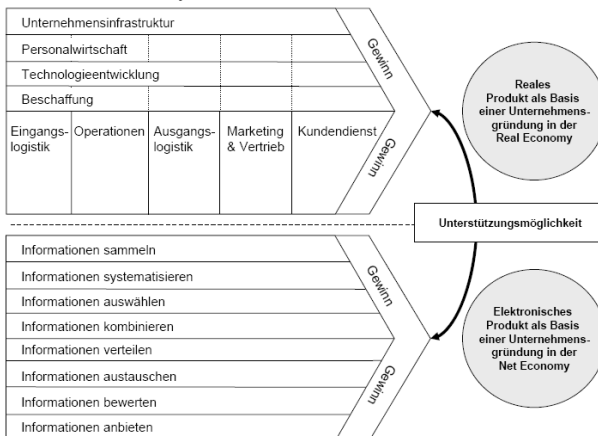 Unternehmensinfrastruktur
Personalwirtschaft
Technologieentwicklung
Beschaffung
Gewinn
Eingangs-
logistik
Operationen
Ausgangs-
logistik
Marketing
& Vertrieb
Kundendienst
Gewinn
Reales
Produkt als Basis
einer Unternehmens-
gründung in der
Real Economy
Unterstützungsmöglichkeit
Informationen sammeln
Informationen systematisieren
Informationen auswählen
Informationen kombinieren
Informationen verteilen
Informationen austauschen
Informationen bewerten
Informationen anbieten
Gewinn
Gewinn
Elektronisches
Produkt als Basis
einer Unternehmens-
gründung in der
Net Economy